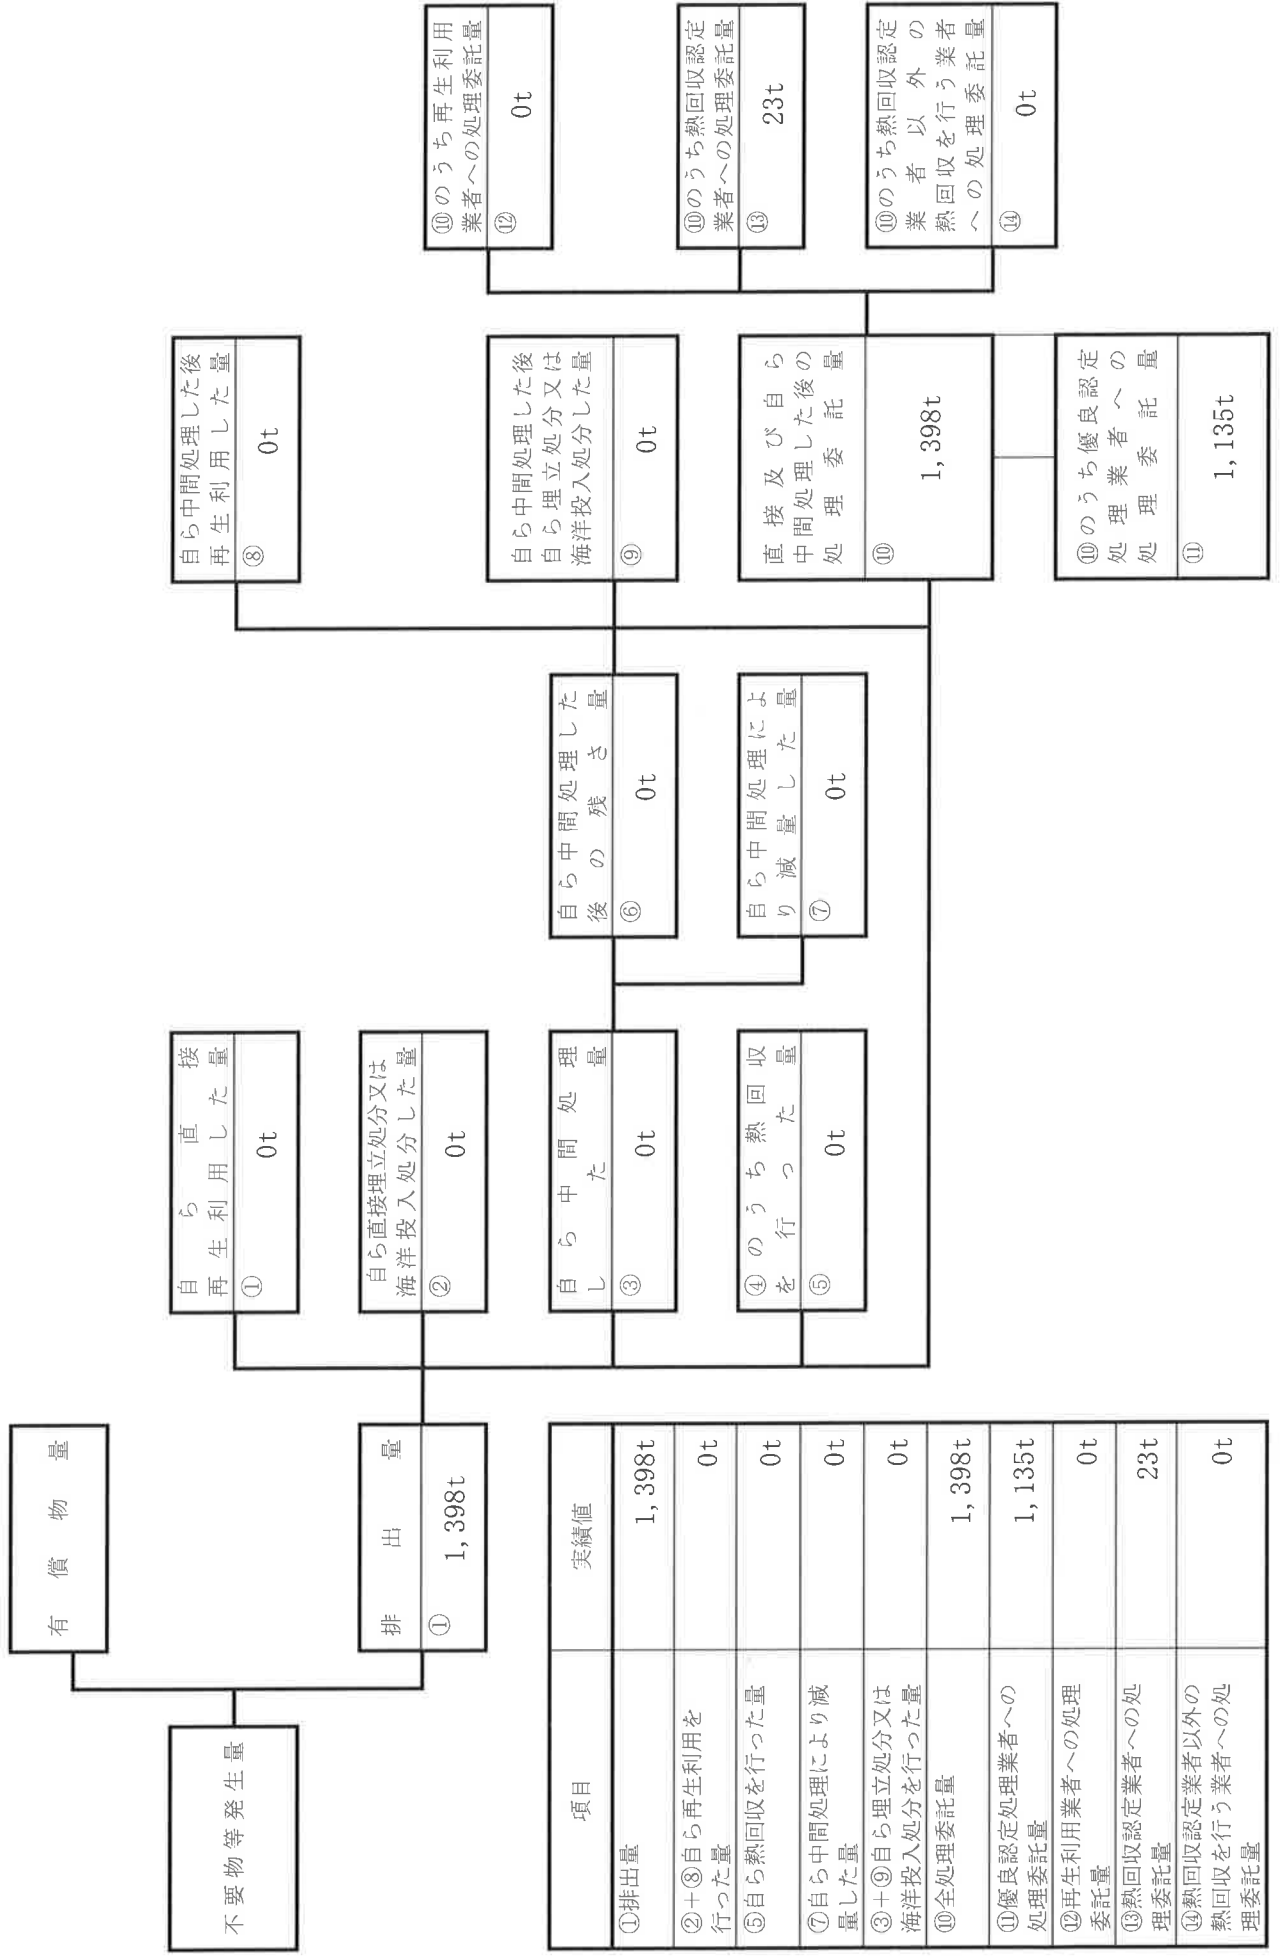 不要物等発生量
有償物量
排出量
① 1,398t
自ら直接
再生利用した量
① 0t
自ら直接埋立処分又は
海洋投入処分した量
② 0t
自ら中間処理
した量
③ 0t
④のうち熱回収
を行った量
⑤ 0t
自ら中間処理した
後の残さ量
⑥ 0t
自ら中間処理によ
り減量した量
⑦ 0t
自ら中間処理した後
再生利用した量
⑧ 0t
自ら中間処理した後
自ら埋立処分又は
海洋投入処分した量
⑨ 0t
直接及び自ら
中間処理した後の
処理委託量
⑩ 1,398t
⑩のうち優良認定
処理業者への
処理委託量
⑪ 1,135t
⑩のうち再生利用
業者への処理委託量
⑫ 0t
⑩のうち熱回収認定
業者への処理委託量
⑬ 23t
⑩のうち熱回収認定
業者以外の
熱回収を行う業者
への処理委託量
⑭ 0t
項目 実績値
①排出量 1,398t
②+⑧自ら再生利用を
行った量 0t
⑤自ら熱回収を行った量 0t
⑦自ら中間処理により減
量した量 0t
③+⑨自ら埋立処分又は
海洋投入処分を行った量 0t
⑩全処理委託量 1,398t
⑪優良認定処理業者への
処理委託量 1,135t
⑫再生利用業者への処理
委託量 0t
⑬熱回収認定業者への処
理委託量 23t
⑭熱回収認定業者以外の
熱回収を行う業者への処
理委託量 0t